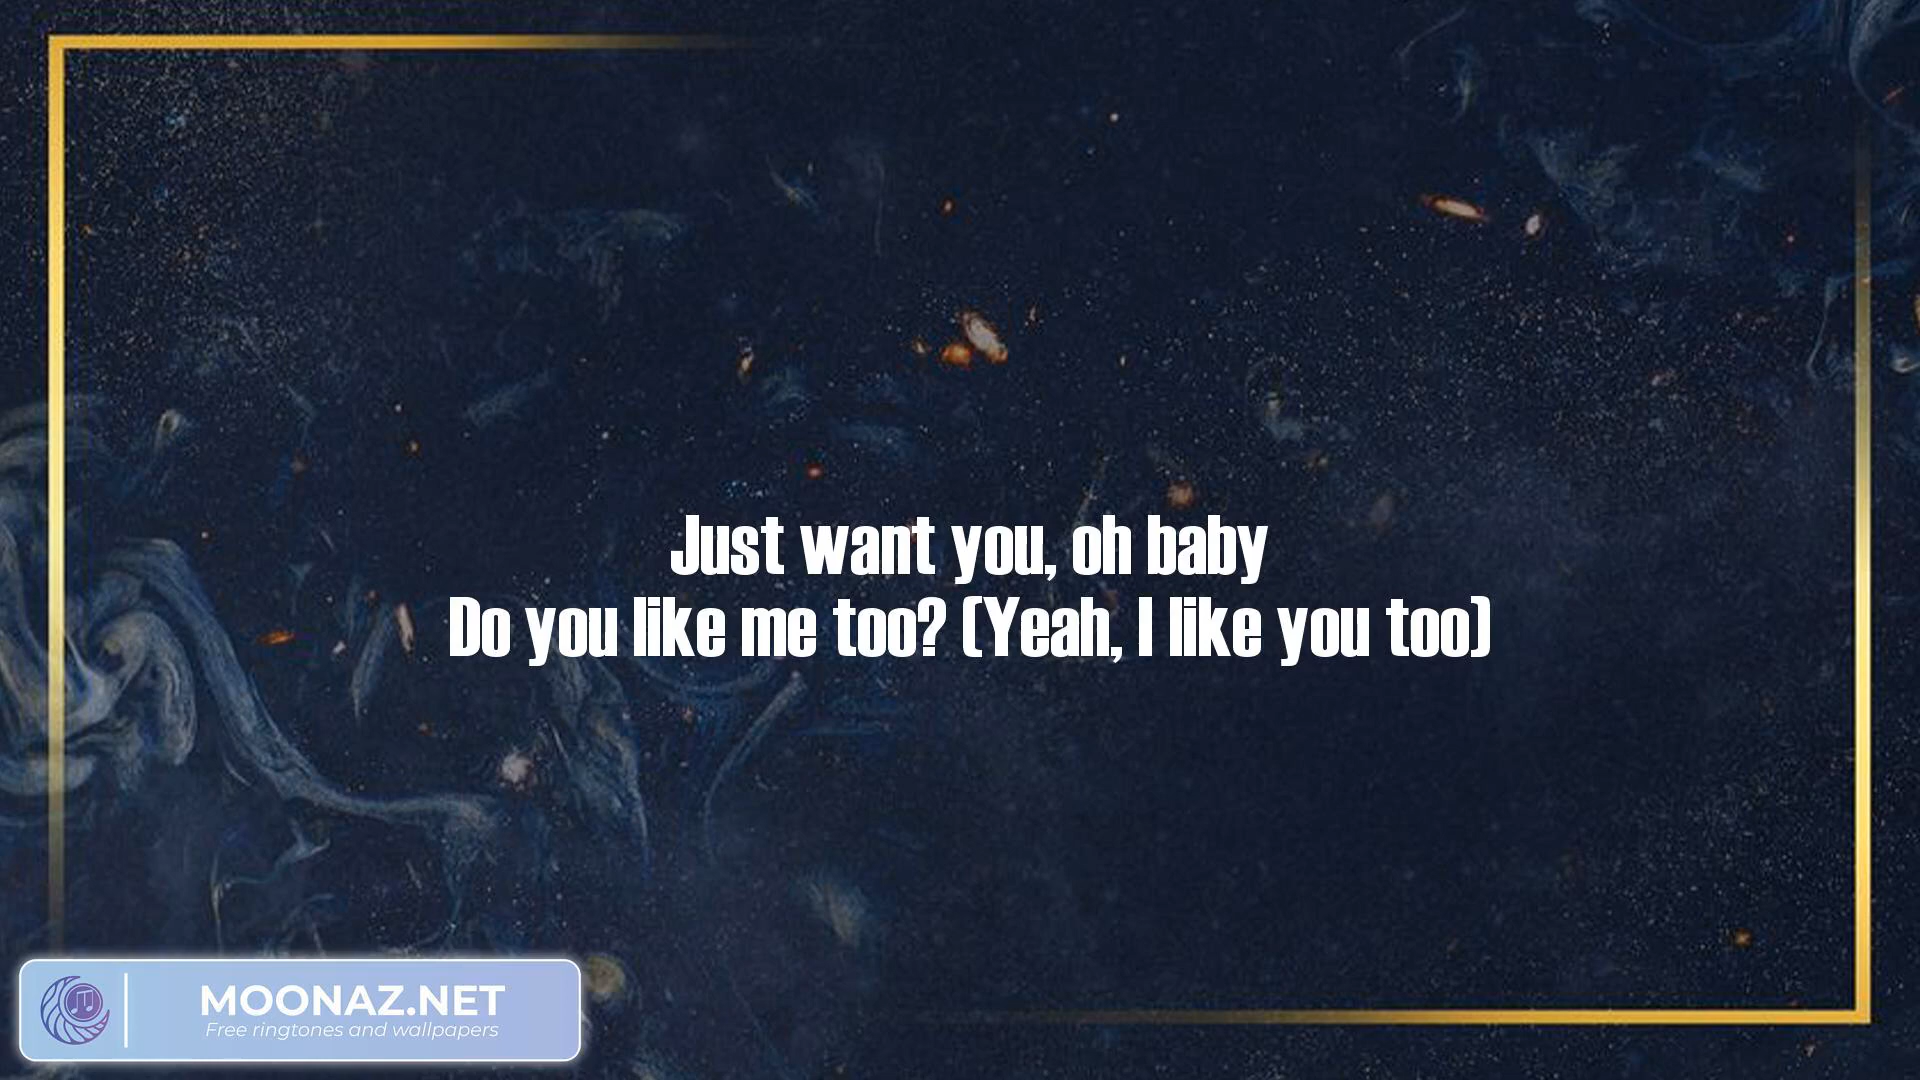 Just want you, oh baby
Do you like me too? (Yeah, I like you too)
MOONAZ.NET
Free ringtones and wallpapers